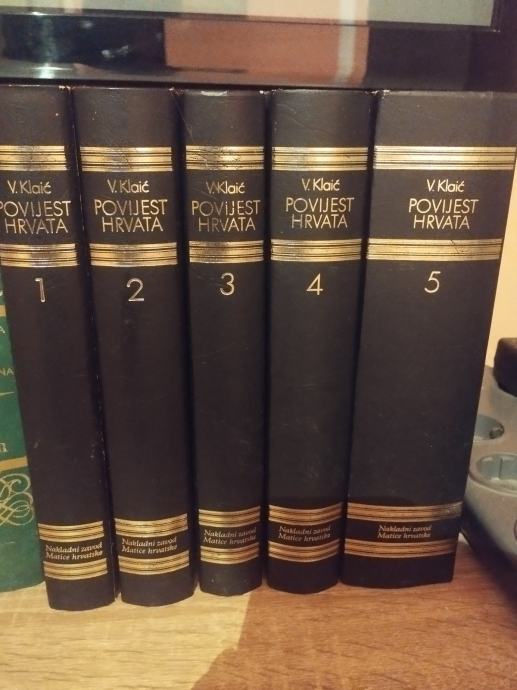 V. Klaić
POVIJEST
HRVATA
1
Nakladni zavod
Matice hrvatske
V. Klaić
POVIJEST
HRVATA
2
Nakladni zavod
Matice hrvatske
V. Klaić
POVIJEST
HRVATA
3
Nakladni zavod
Matice hrvatske
V. Klaić
POVIJEST
HRVATA
4
Nakladni zavod
Matice hrvatske
V. Klaić
POVIJEST
HRVATA
5
Nakladni zavod
Matice hrvatske